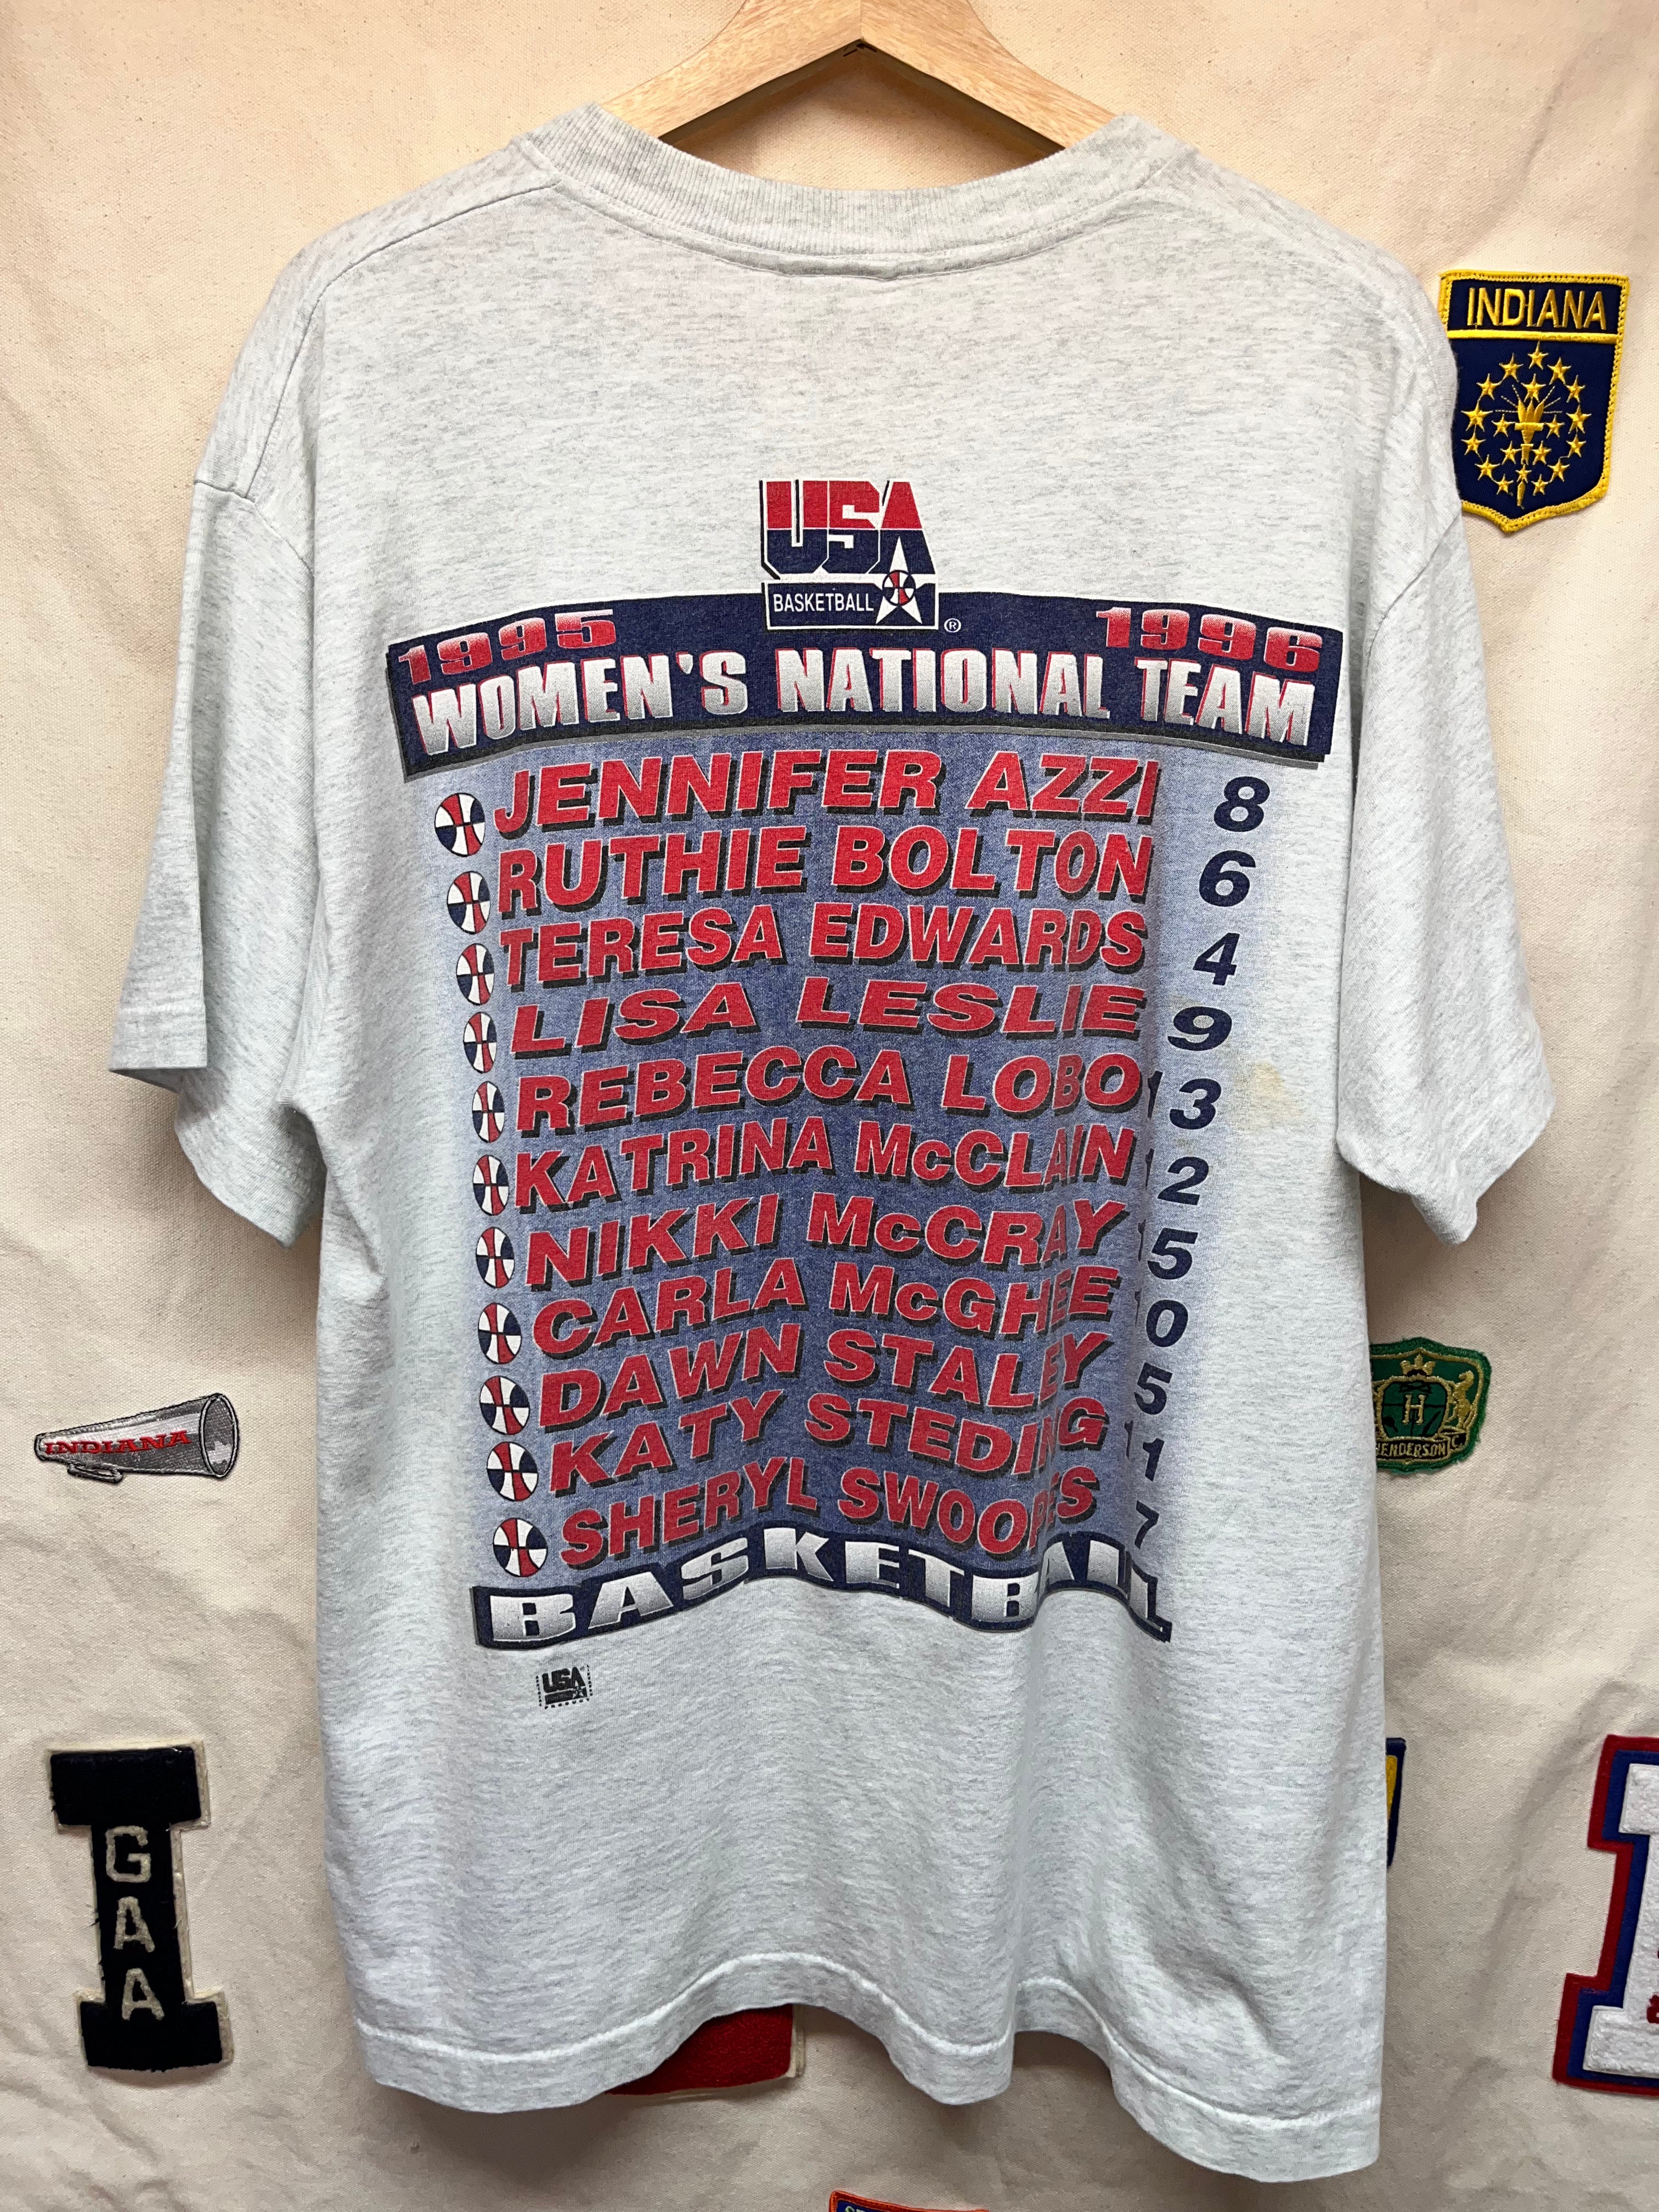 INDIANA
USA
BASKETBALL ®
1995 1996
WOMEN'S NATIONAL TEAM
JENNIFER AZZI 8
RUTHIE BOLTON 6
TERESA EDWARDS 4
LISA LESLIE 9
REBECCA LOBO 13
KATRINA McCLAIN 12
NIKKI McCRAY 15
CARLA McGHEE 10
DAWN STALEY 5
KATY STEDING 11
SHERYL SWOOPES 7
BASKETBALL
USA
INDIANA
H
HENDERSON
GAA